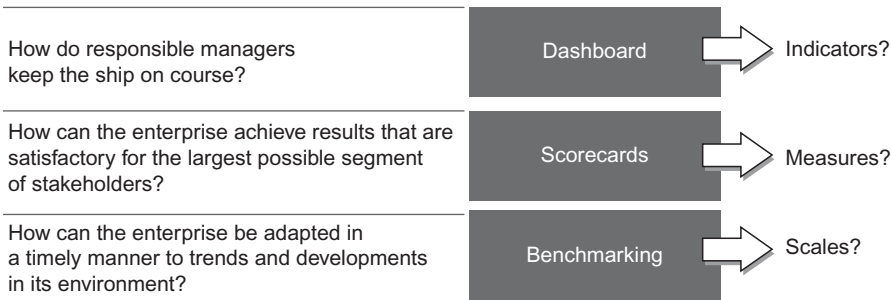 How do responsible managers
keep the ship on course?
Dashboard
Indicators?
How can the enterprise achieve results that are
satisfactory for the largest possible segment
of stakeholders?
Scorecards
Measures?
How can the enterprise be adapted in
a timely manner to trends and developments
in its environment?
Benchmarking
Scales?